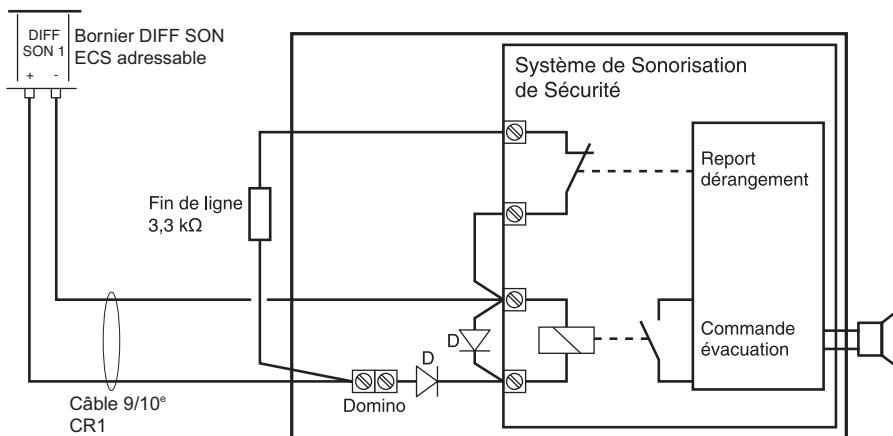 DIFF
SON 1
+ -
Bornier DIFF SON
ECS adressable
Système de Sonorisation
de Sécurité
Report
dérangement
Fin de ligne
3,3 kΩ
D
D
Commande
évacuation
Domino
Câble 9/10e
CR1